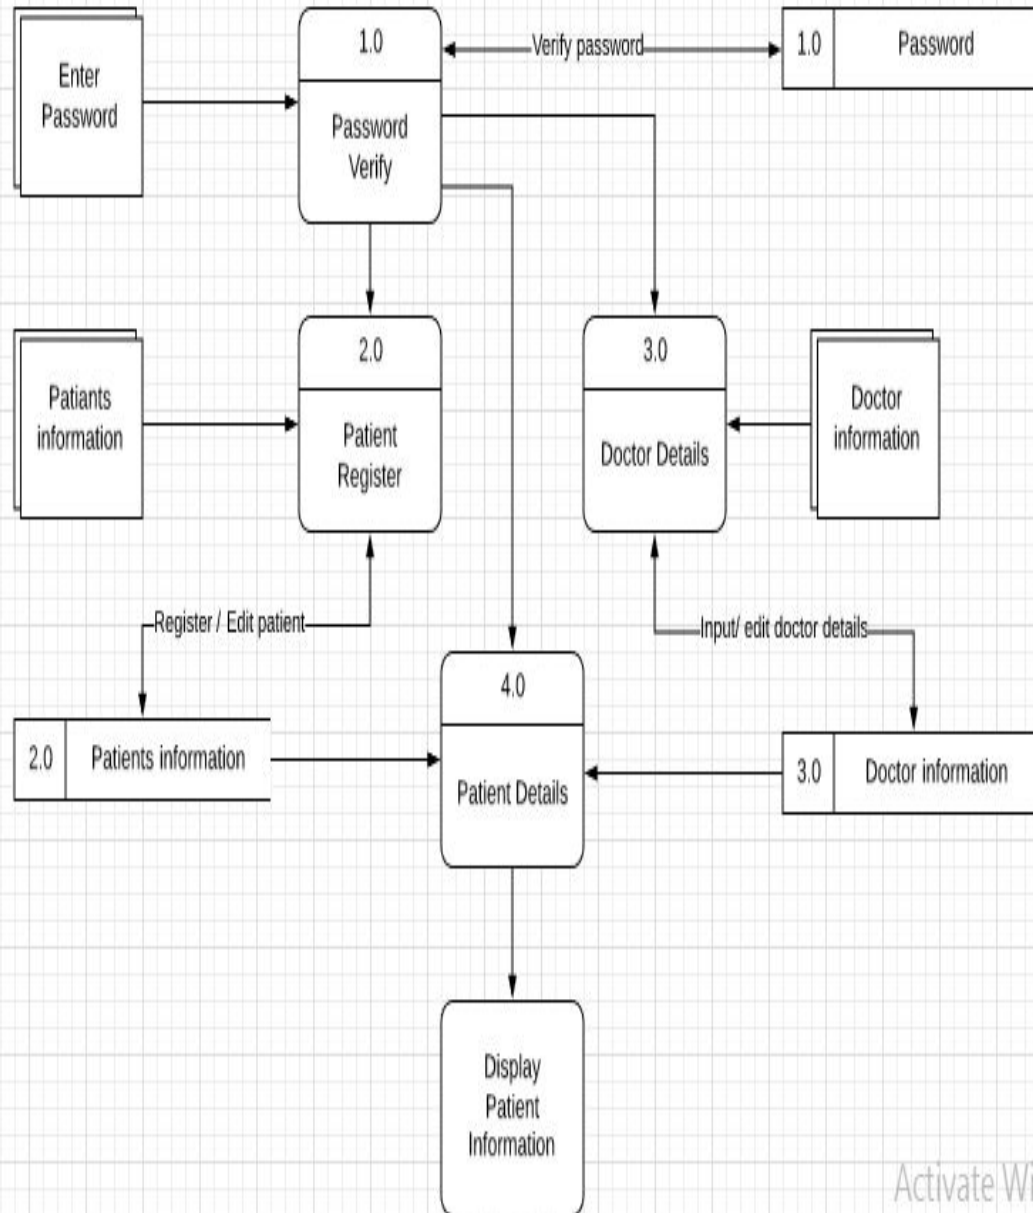 1.0
Verify password
1.0
Password
Enter
Password
Password
Verify
2.0
3.0
Patiants
information
Patient
Register
Doctor Details
Doctor
information
Register / Edit patient
Input/ edit doctor details
4.0
2.0
Patients information
Patient Details
3.0
Doctor information
Display
Patient
Information
Activate Wi